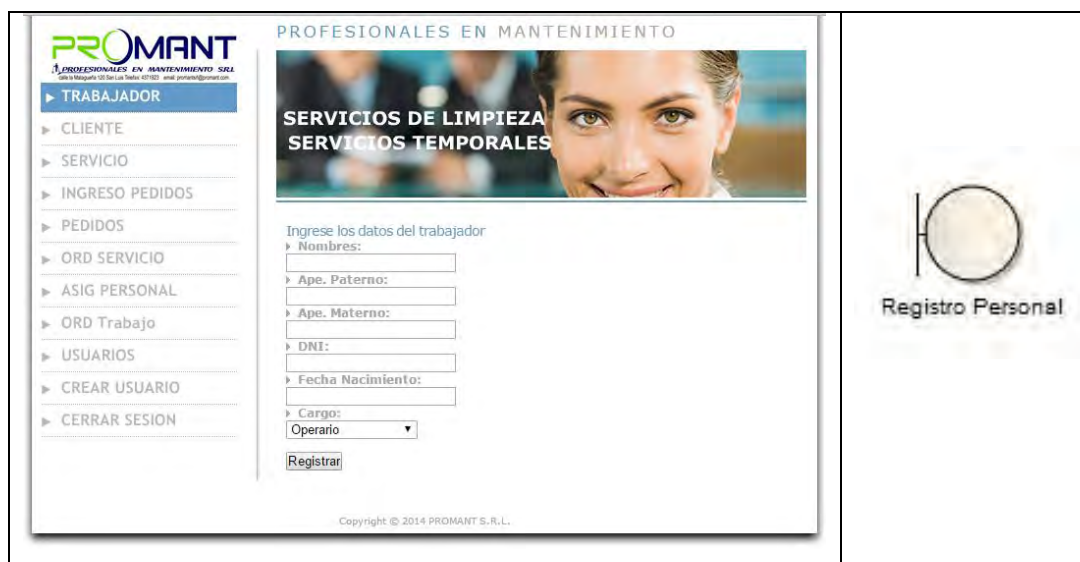 PROMANT
PROFESIONALES EN MANTENIMIENTO SRL
TRABAJADOR
CLIENTE
SERVICIO
INGRESO PEDIDOS
PEDIDOS
ORD SERVICIO
ASIG PERSONAL
ORD Trabajo
USUARIOS
CREAR USUARIO
CERRAR SESION
PROFESIONALES EN MANTENIMIENTO
SERVICIOS DE LIMPIEZA
SERVICIOS TEMPORALES
Ingrese los datos del trabajador
Nombres:
Ape. Paterno:
Ape. Materno:
DNI:
Fecha Nacimiento:
Cargo:
Operario
Registrar
Copyright © 2014 PROMANT S.R.L.
Registro Personal